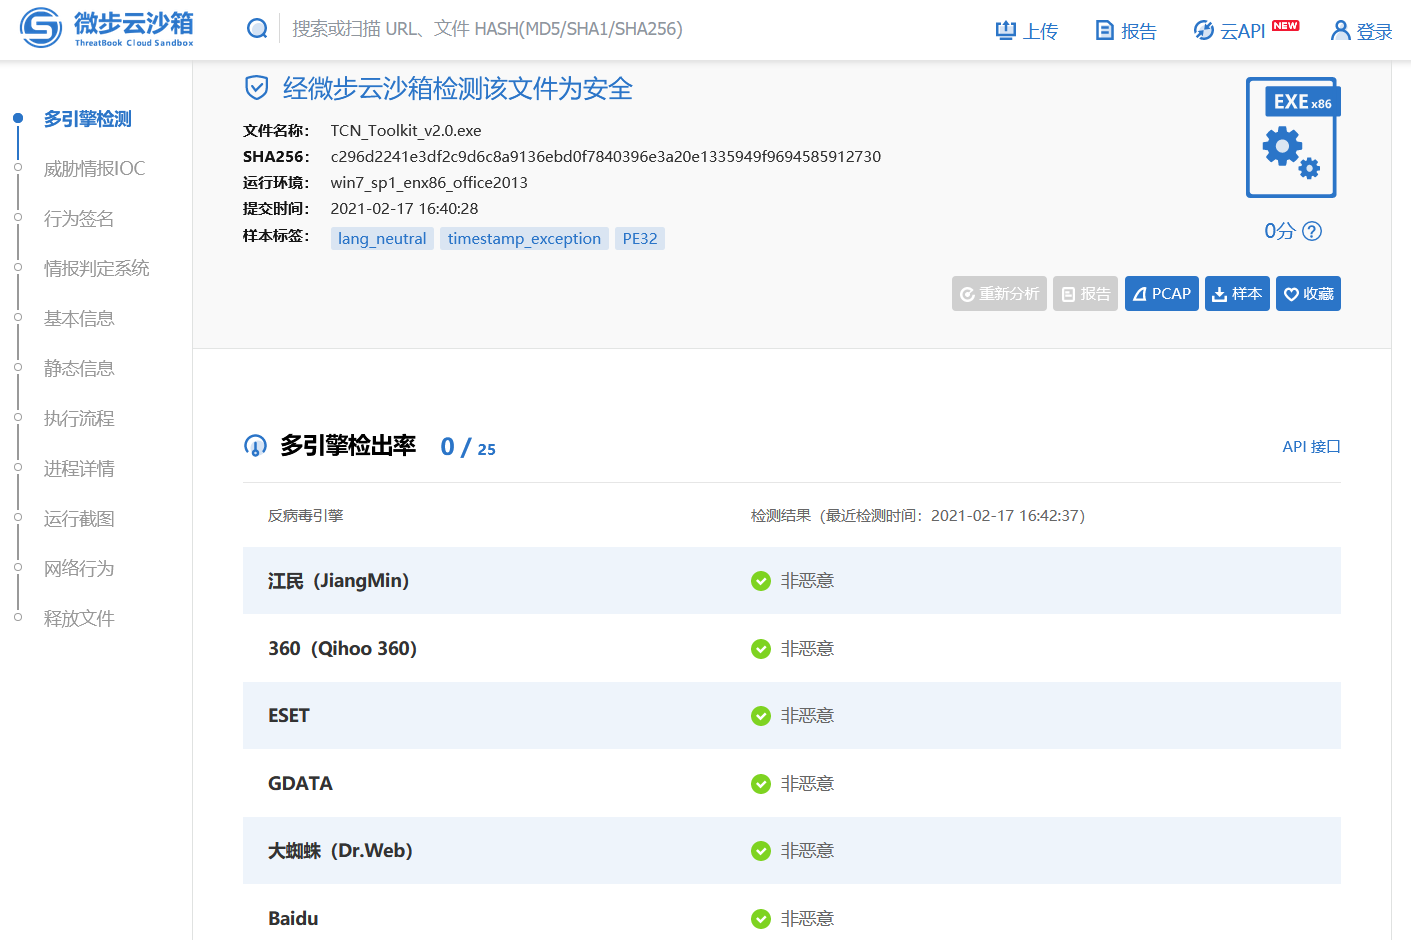 微步云沙箱
ThreatBook Cloud Sandbox
搜索或扫描 URL、文件 HASH(MD5/SHA1/SHA256)
上传
报告
云API NEW
登录
多引擎检测
威胁情报IOC
行为签名
情报判定系统
基本信息
静态信息
执行流程
进程详情
运行截图
网络行为
释放文件
经微步云沙箱检测该文件为安全
文件名称： TCN_Toolkit_v2.0.exe
SHA256： c296d2241e3df2c9d6c8a9136ebd0f7840396e3a20e1335949f9694585912730
运行环境： win7_sp1_enx86_office2013
提交时间： 2021-02-17 16:40:28
样本标签： lang_neutral timestamp_exception PE32
EXE x86
0分 ?
重新分析 报告 PCAP 样本 收藏
多引擎检出率 0 / 25
API 接口
反病毒引擎 检测结果（最近检测时间：2021-02-17 16:42:37）
江民（JiangMin） 非恶意
360（Qihoo 360） 非恶意
ESET 非恶意
GDATA 非恶意
大蜘蛛（Dr.Web） 非恶意
Baidu 非恶意